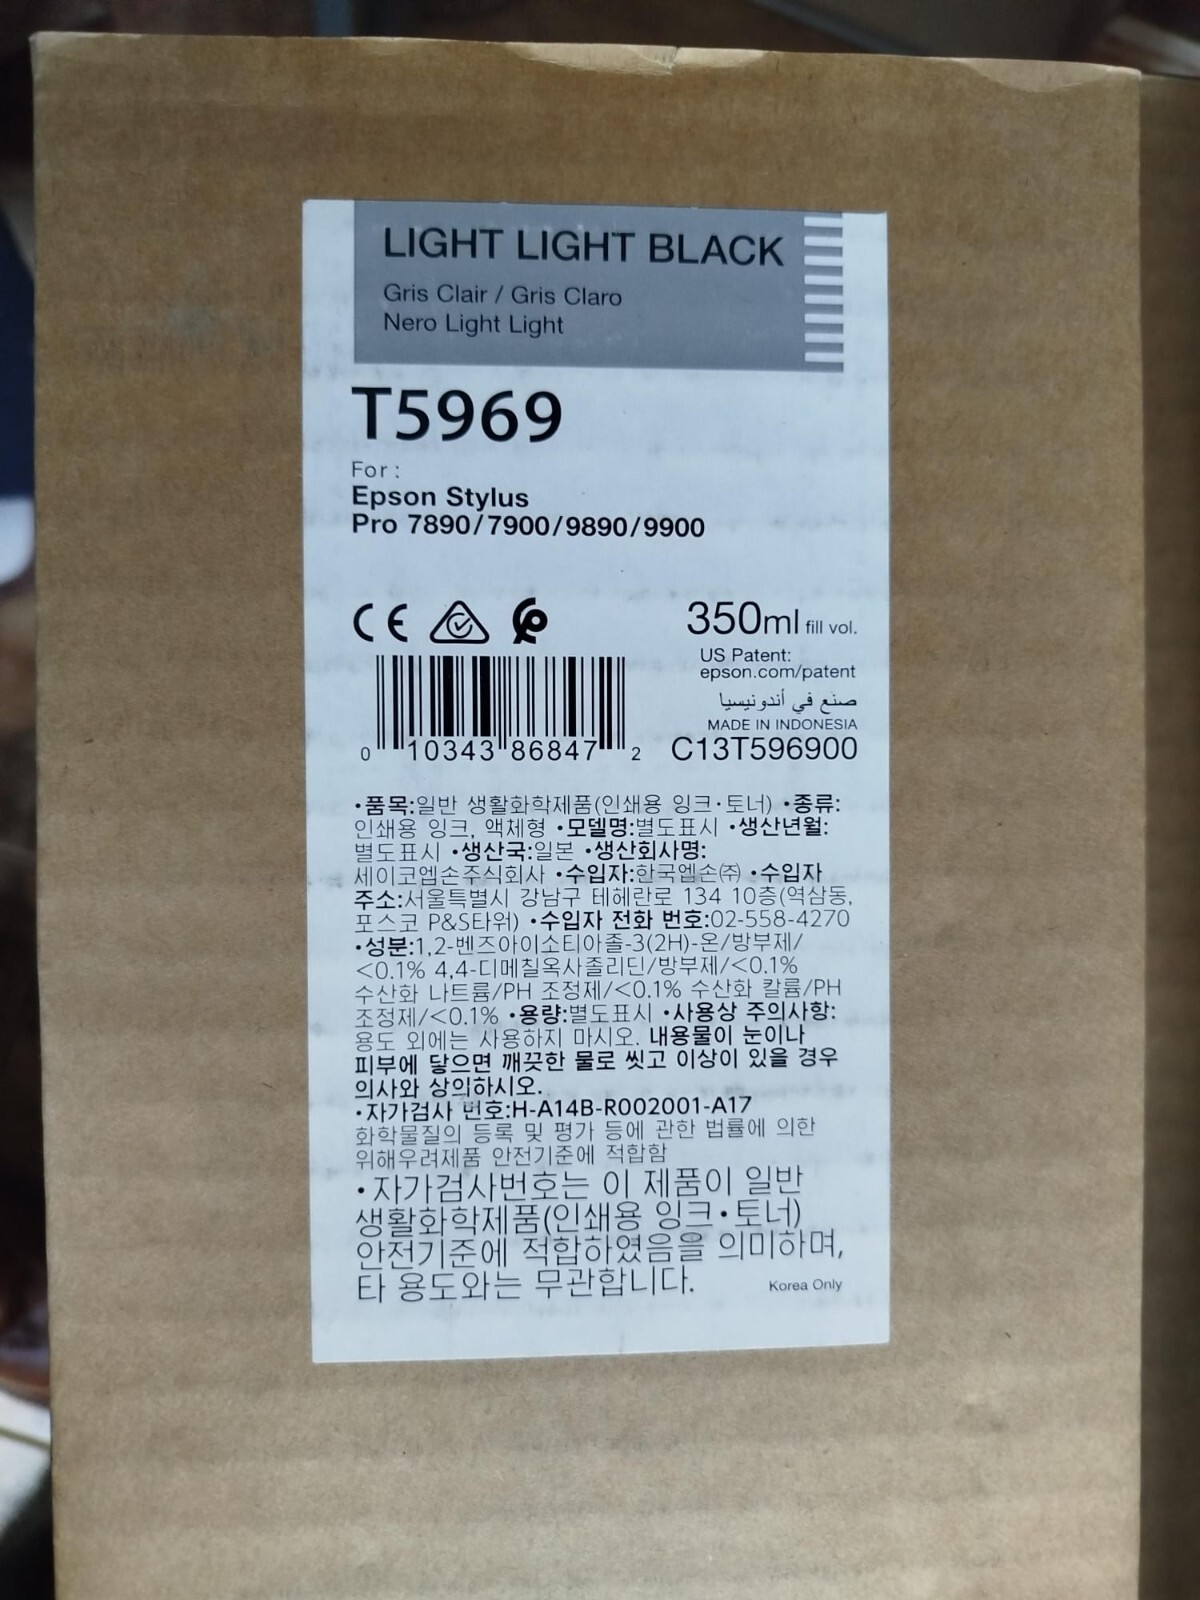 LIGHT LIGHT BLACK
Gris Clair / Gris Claro
Nero Light Light
T5969
For :
Epson Stylus
Pro 7890/7900/9890/9900
CE
350ml fill vol.
US Patent:
epson.com/patent
صنع في أندونيسيا
MADE IN INDONESIA
0 10343 86847 2
C13T596900
•품목:일반 생활화학제품(인쇄용 잉크·토너) •종류:
인쇄용 잉크, 액체형 •모델명:별도표시 •생산년월:
별도표시 •생산국:일본 •생산회사명:
세이코엡손주식회사 •수입자:한국엡손㈜ •수입자
주소:서울특별시 강남구 테헤란로 134 10층(역삼동,
포스코 P&S타워) •수입자 전화 번호:02-558-4270
•성분:1,2-벤즈아이소티아졸-3(2H)-온/방부제/
<0.1% 4,4-디메칠옥사졸리딘/방부제/<0.1%
수산화 나트륨/PH 조정제/<0.1% 수산화 칼륨/PH
조정제/<0.1% •용량:별도표시 •사용상 주의사항:
용도 외에는 사용하지 마시오. 내용물이 눈이나
피부에 닿으면 깨끗한 물로 씻고 이상이 있을 경우
의사와 상의하시오.
•자가검사 번호:H-A14B-R002001-A17
화학물질의 등록 및 평가 등에 관한 법률에 의한
위해우려제품 안전기준에 적합함
•자가검사번호는 이 제품이 일반
생활화학제품(인쇄용 잉크·토너)
안전기준에 적합하였음을 의미하며,
타 용도와는 무관합니다.
Korea Only